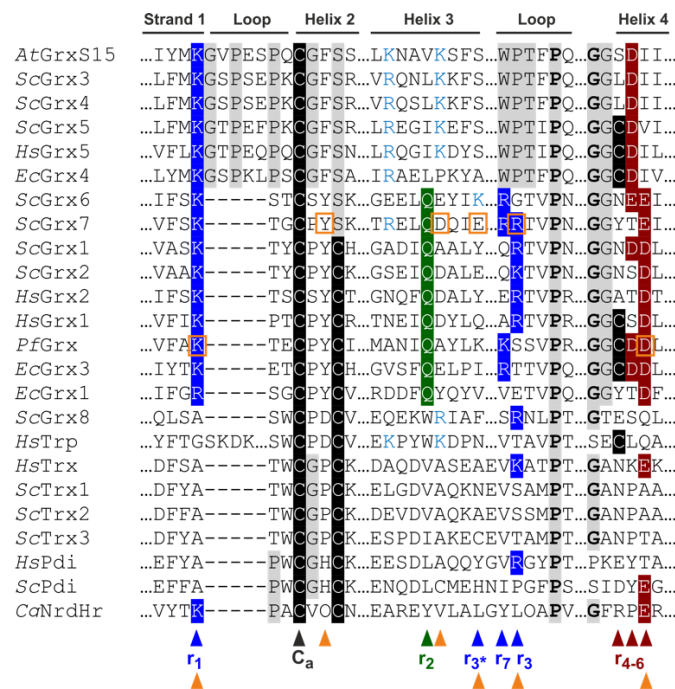 Strand 1 Loop Helix 2 Helix 3 Loop Helix 4
AtGrxS15 ...IYMKGVPESPQCGFSS...LKNAVKSFS...WPTFPQ...GGSDII...
ScGrx3 ...LFMKGSPSEPKCGFSR...VRQNLKKFS...WPTFPQ...GGLDII...
ScGrx4 ...LFMKGSPSEPKCGFSR...VRQSLKKFS...WPTFPQ...GGLDII...
ScGrx5 ...LFMKGTPEFPKCGFSR...LREGIKEFS...WPTIPQ...GGCDVI...
HsGrx5 ...VFLKGTPEQPQCGFSN...LRQGIKDYS...WPTIPQ...GGCDIL...
EcGrx4 ...LYMKGSPKLPSCGFSA...IRAELPKYA...WPTFPQ...GGCDIV...
ScGrx6 ...IFSK------STCSYSK...GEELQEYIK...RGTVPN...GGNEEI...
ScGrx7 ...VFSK------TGCPYSK...LREGQDQIE...RRTVPN...GGYTEI...
ScGrx1 ...VASK------TYCPYCH...GADIQAALY...QRTVPN...GGNDDL...
ScGrx2 ...VAAK------TYCPYCK...GSEIQDALE...QKTVPN...GGNSDL...
HsGrx2 ...IFSK------TSCSYCT...GNQFQDALY...ERTVPR...GGATDT...
HsGrx1 ...VFIK------PTCPYCR...TNEIQDYLQ...ARTVPR...GGCSDL...
PfGrx ...VFAK------TECPYCI...MANIQAYLK...KSSVPR...GGCDDL...
EcGrx3 ...IYTK------ETCPYCH...GVSFQELPI...RTTVPQ...GGCDDL...
EcGrx1 ...IFGR------SGCPYCV...RDDFQYQYV...VETVPQ...GGYTDF...
ScGrx8 ...QLSA------SWCPDCV...EQEKWRIAF...SRNLPT...GTESQL...
HsTrp ...YFTGSKDK..SWCPDCV...EKPYWKDPN...VTAVPT...SECLQA...
HsTrx ...DFSA------TWCGPCK...DAQDVASEAEVKATPT...GANKEK...
ScTrx1 ...DFYA------TWCGPCK...ELGDVAQKNEVSAMPT...GANPAA...
ScTrx2 ...DFYA------TWCGPCK...DEVDVAQKAEVSAMPT...GANPAA...
ScTrx3 ...DFYA------TWCGPCK...ESPDIAKECEVTAMPT...GANPTA...
HsPdi ...EFYA------PWCGHCK...EESDLAQQYGVRGYPT...PKEYTA...
ScPdi ...EFFA------PWCGHCK...ENQDLCMEHNIPGFPS...SIDYEG...
CaNrdHr ...VYTK------PACVQCN...EAREYVLALGYLQAPV...GFRPER...
r1 Ca r2 r3* r7 r3 r4-6